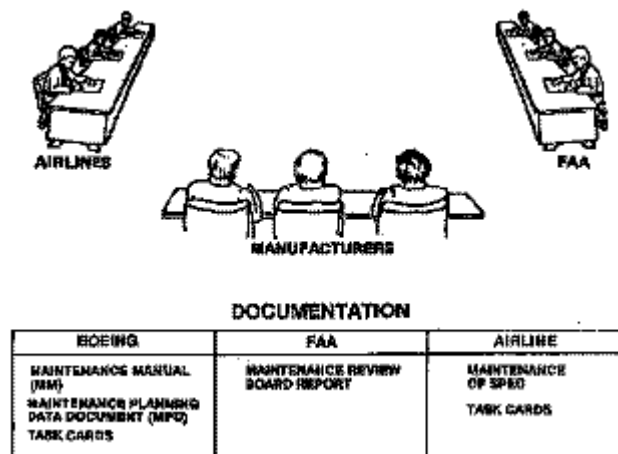 AIRLINES
FAA
MANUFACTURERS
DOCUMENTATION
BOEING
FAA
AIRLINE
MAINTENANCE MANUAL
(MM)
MAINTENANCE PLANNING
DATA DOCUMENT (MPD)
TASK CARDS
MAINTENANCE REVIEW
BOARD REPORT
MAINTENANCE
OP SPEC
TASK CARDS